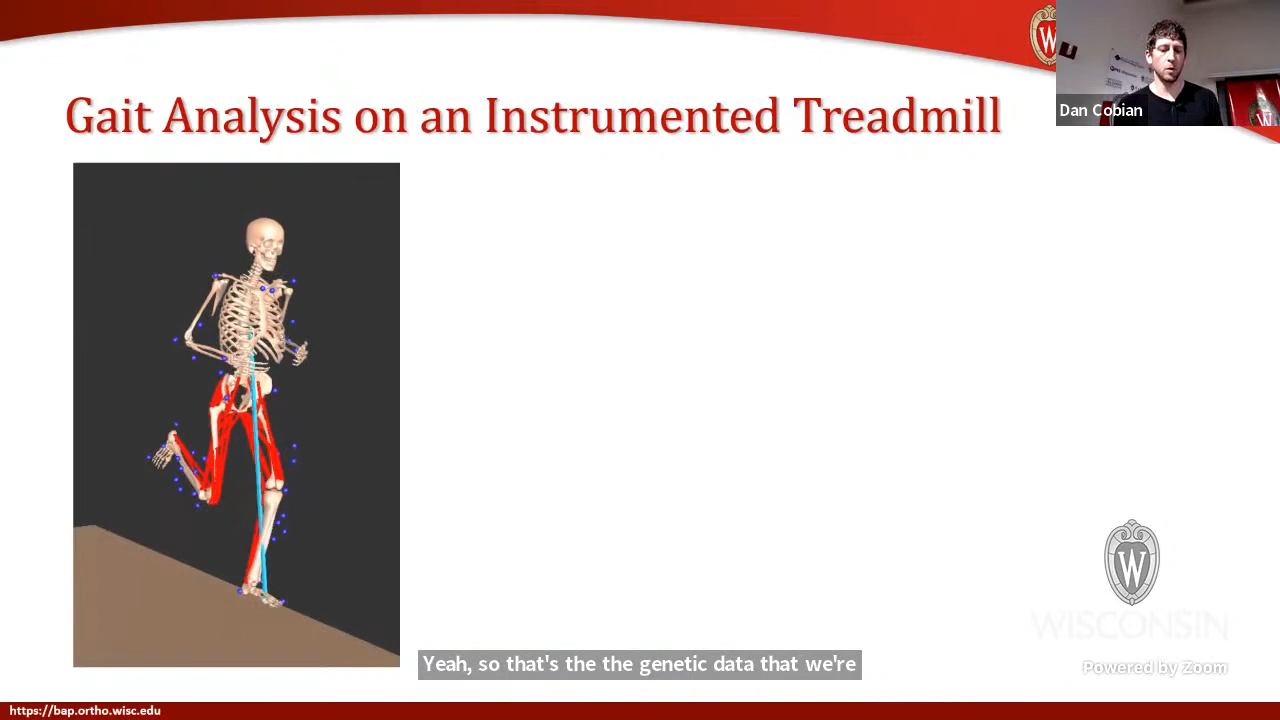 W
Dan Cobian
W
Gait Analysis on an Instrumented Treadmill
W
WISCONSIN
Yeah, so that's the the genetic data that we're
Powered by Zoom
https://bap.ortho.wisc.edu